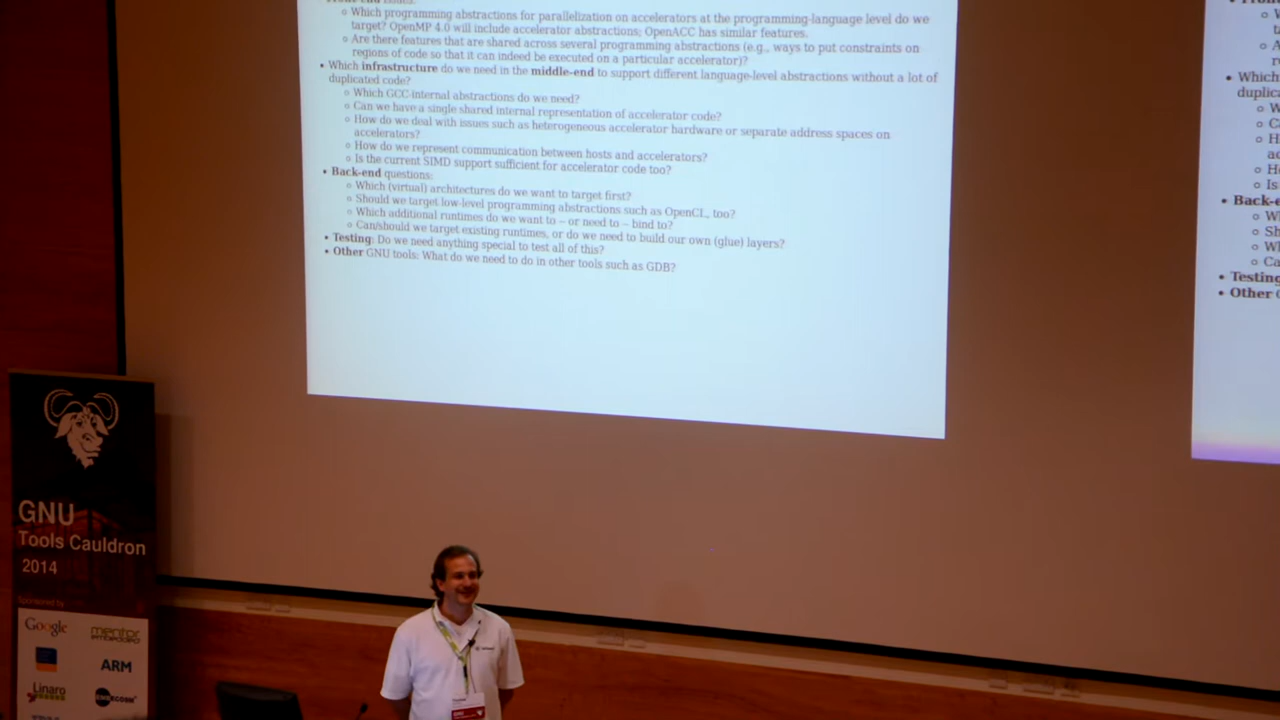 Which programming abstractions for parallelization on accelerators at the programming-language level do we
target? OpenMP 4.0 will include accelerator abstractions; OpenACC has similar features.
Are there features that are shared across several programming abstractions (e.g., ways to put constraints on
regions of code so that it can indeed be executed on a particular accelerator)?
Which infrastructure do we need in the middle-end to support different language-level abstractions without a lot of
duplicated code?
Which GCC-internal abstractions do we need?
Can we have a single shared internal representation of accelerator code?
How do we deal with issues such as heterogeneous accelerator hardware or separate address spaces on
accelerators?
How do we represent communication between hosts and accelerators?
Is the current SIMD support sufficient for accelerator code too?
Back-end questions:
Which (virtual) architectures do we want to target first?
Should we target low-level programming abstractions such as OpenCL, too?
Which additional runtimes do we want to – or need to – bind to?
Can/should we target existing runtimes, or do we need to build our own (glue) layers?
Testing: Do we need anything special to test all of this?
Other GNU tools: What do we need to do in other tools such as GDB?
Which
duplic
Back-e
Testing
Other
GNU
Tools Cauldron
2014
Sponsored by
Google
mentor
embedded
ARM
Linaro
EMBECOSM
GNU